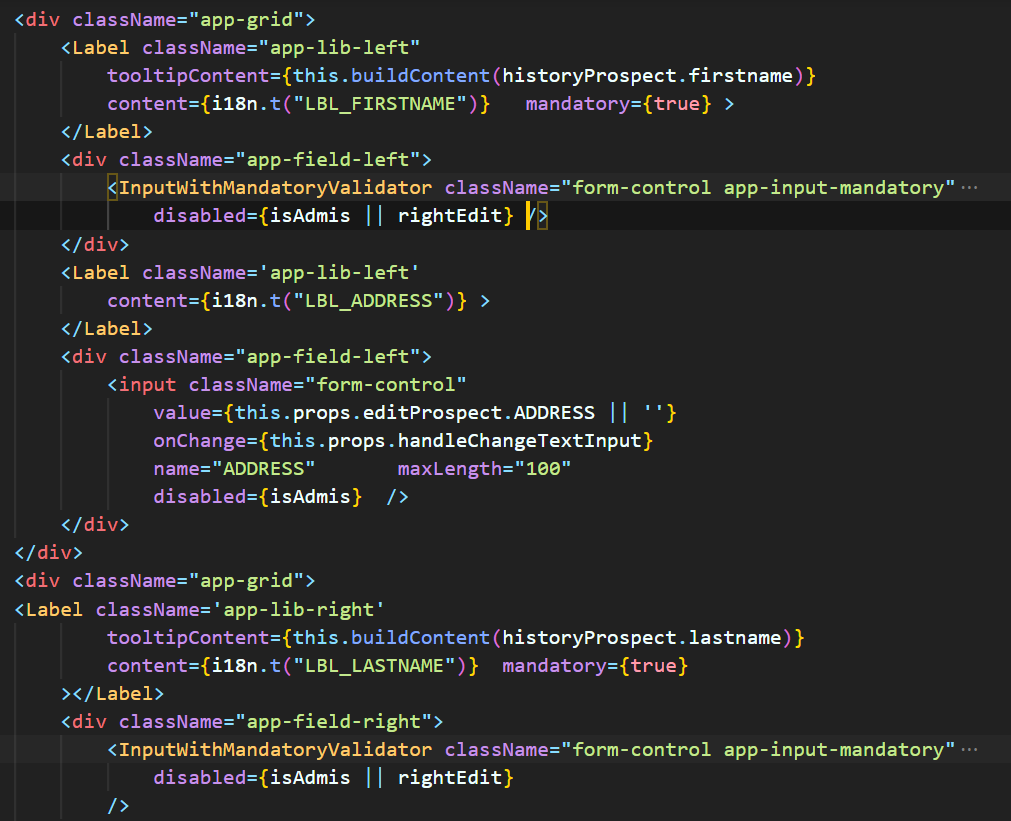 <div className="app-grid">
    <Label className="app-lib-left"
        tooltipContent={this.buildContent(historyProspect.firstname)}
        content={i18n.t("LBL_FIRSTNAME")}   mandatory={true} >
    </Label>
    <div className="app-field-left">
        <InputWithMandatoryValidator className="form-control app-input-mandatory"···
            disabled={isAdmis || rightEdit} />
    </div>
    <Label className='app-lib-left'
        content={i18n.t("LBL_ADDRESS")} >
    </Label>
    <div className="app-field-left">
        <input className="form-control"
            value={this.props.editProspect.ADDRESS || ''}
            onChange={this.props.handleChangeTextInput}
            name="ADDRESS"       maxLength="100"
            disabled={isAdmis}  />
    </div>
</div>
<div className="app-grid">
<Label className='app-lib-right'
        tooltipContent={this.buildContent(historyProspect.lastname)}
        content={i18n.t("LBL_LASTNAME")}  mandatory={true}
    ></Label>
    <div className="app-field-right">
        <InputWithMandatoryValidator className="form-control app-input-mandatory"···
            disabled={isAdmis || rightEdit}
        />